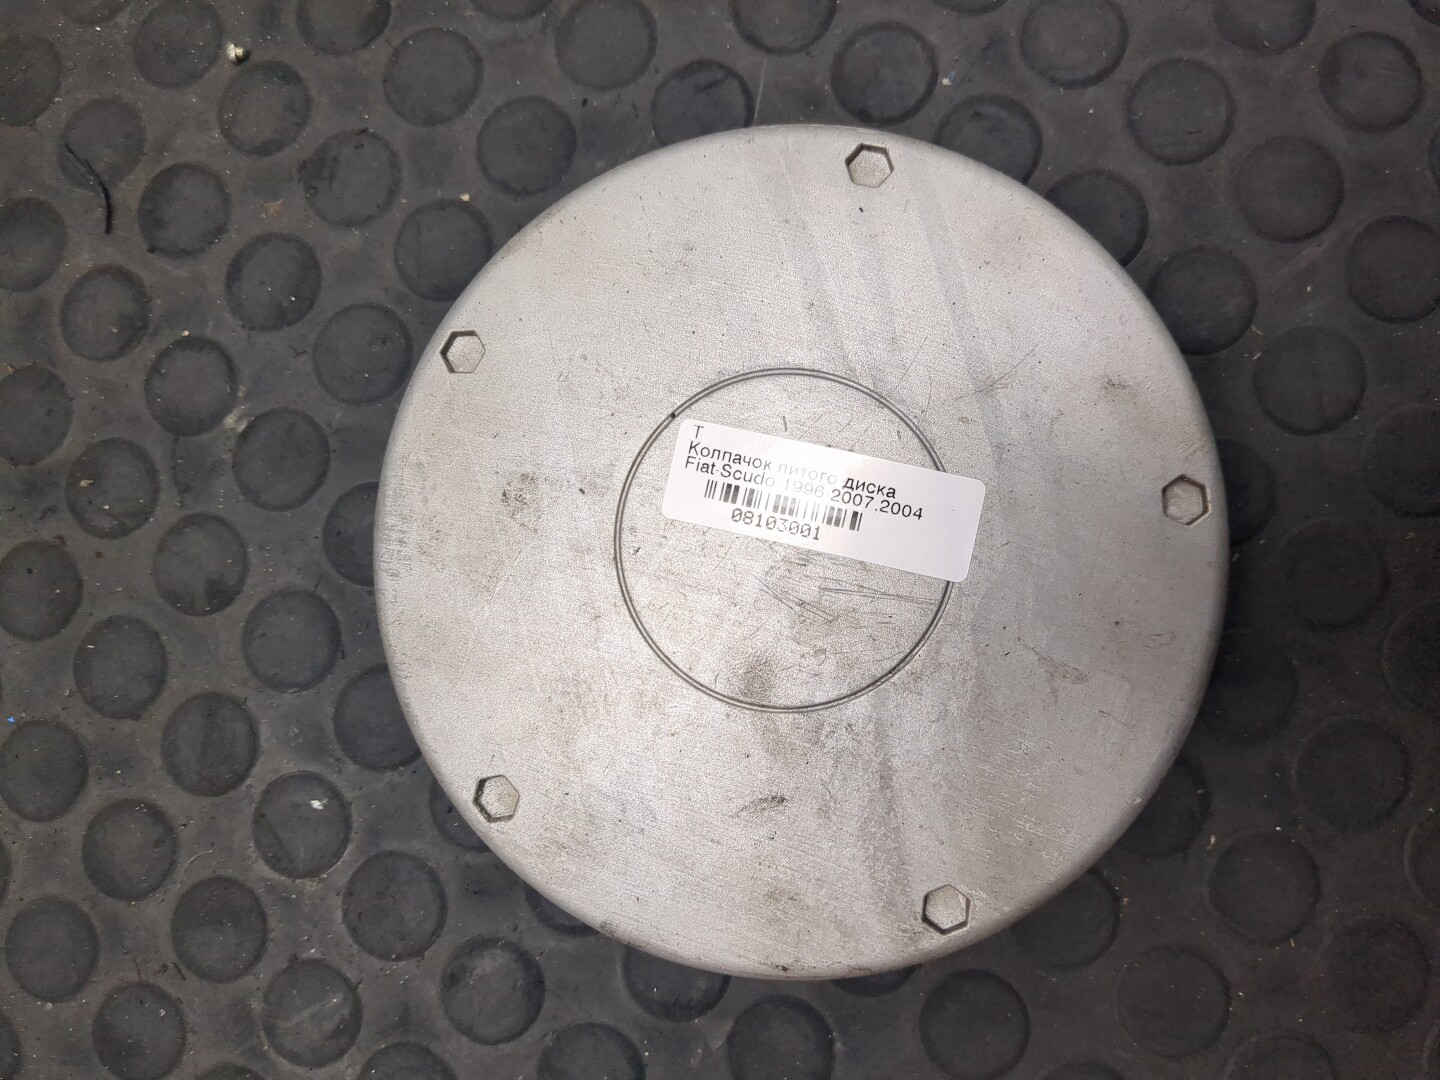 T
Колпачок литого диска
Fiat Scudo 1996.2007.2004
08103001